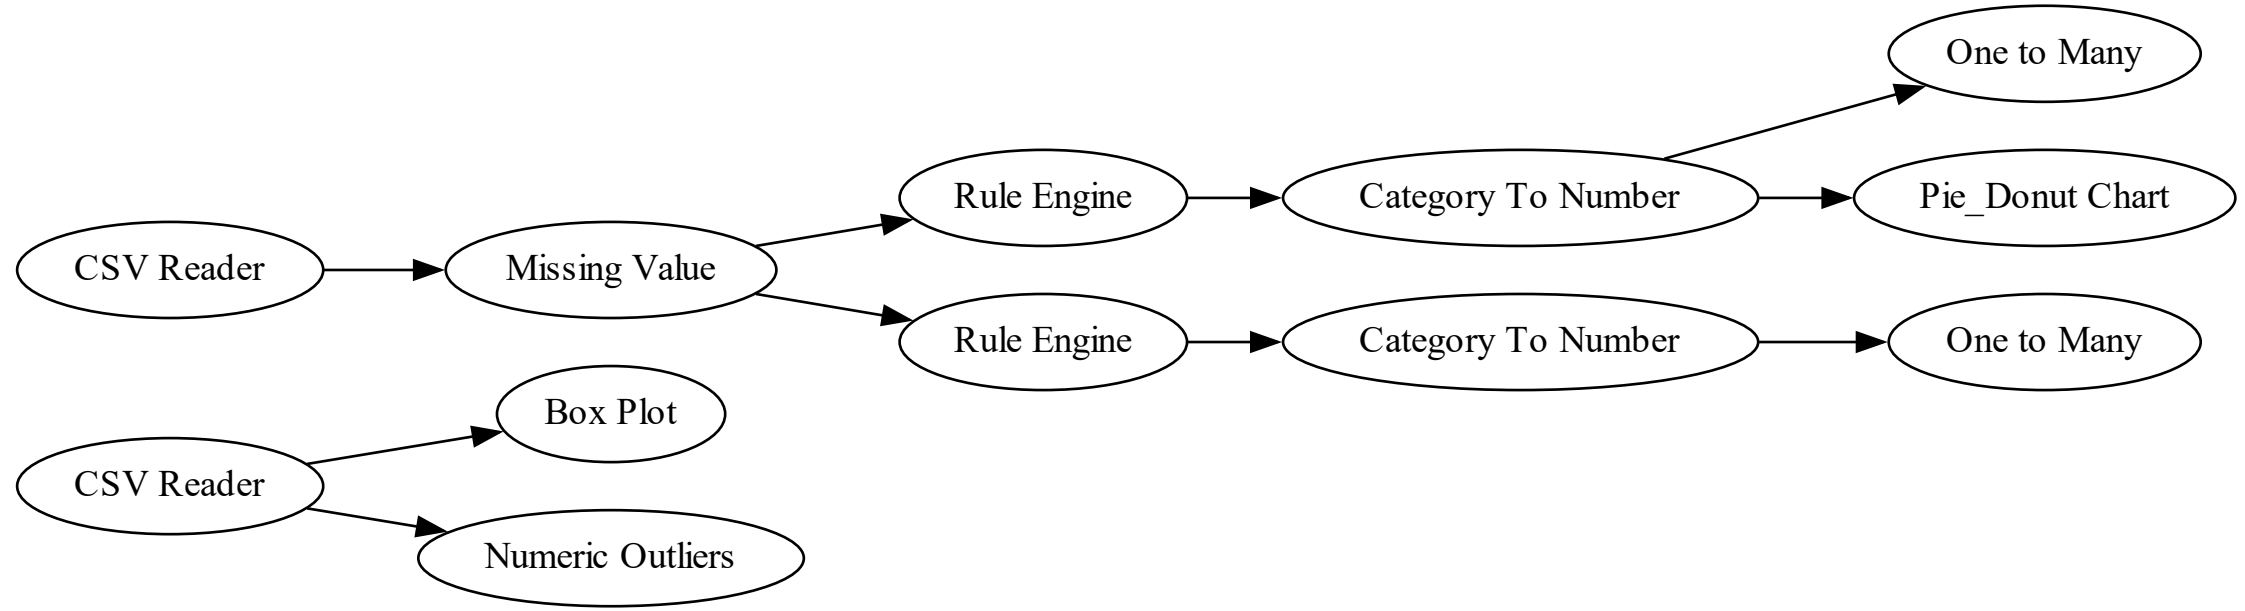 One to Many
Rule Engine
Category To Number
Pie_Donut Chart
CSV Reader
Missing Value
Rule Engine
Category To Number
One to Many
Box Plot
CSV Reader
Numeric Outliers